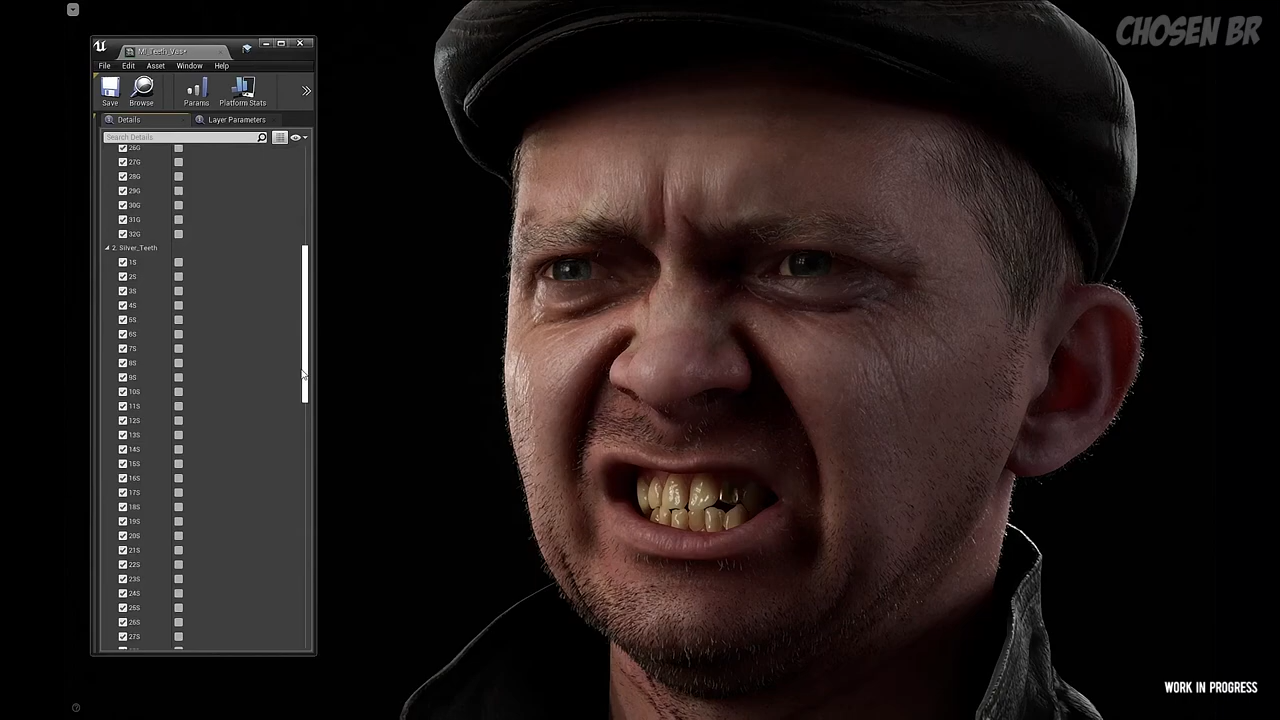 CHOSEN BR
MI_Teeth_Vas*
File Edit Asset Window Help
Save Browse Params Platform Stats
Details Layer Parameters
Search Details
26G
27G
28G
29G
30G
31G
32G
2. Silver_Teeth
1S
2S
3S
4S
5S
6S
7S
8S
9S
10S
11S
12S
13S
14S
15S
16S
17S
18S
19S
20S
21S
22S
23S
24S
25S
26S
27S
WORK IN PROGRESS